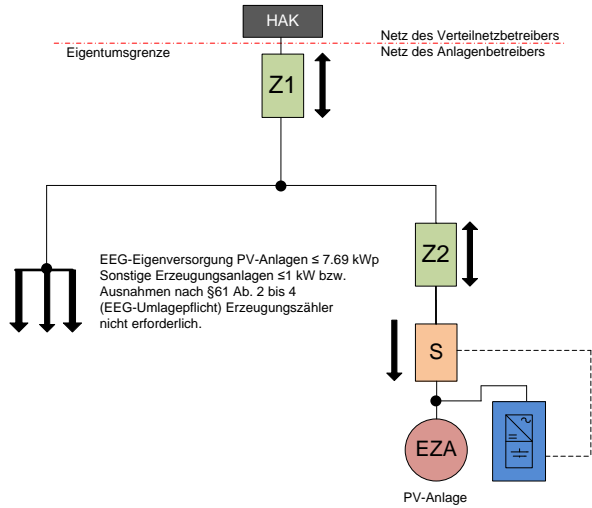 HAK
Netz des Verteilnetzbetreibers
Eigentumsgrenze
Netz des Anlagenbetreibers
Z1
EEG-Eigenversorgung PV-Anlagen ≤ 7.69 kWp
Sonstige Erzeugungsanlagen ≤1 kW bzw.
Ausnahmen nach §61 Ab. 2 bis 4
(EEG-Umlagepflicht) Erzeugungszähler
nicht erforderlich.
Z2
S
EZA
PV-Anlage